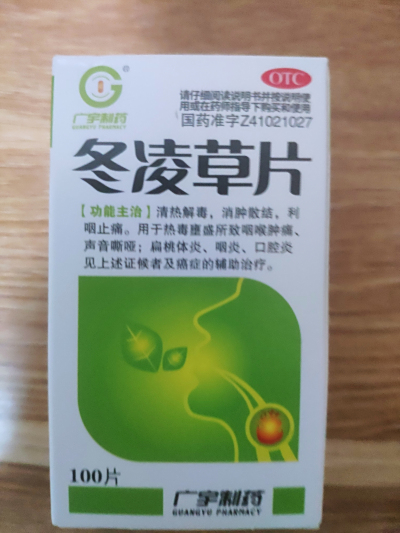 OTC
请仔细阅读说明书并按说明使
用或在药师指导下购买和使用
国药准字Z41021027
广宇制药
GUANGYU PHARMACY
冬凌草片
【功能主治】清热解毒，消肿散结，利
咽止痛。用于热毒壅盛所致咽喉肿痛、
声音嘶哑；扁桃体炎、咽炎、口腔炎
见上述证候者及癌症的辅助治疗。
100片
广宇制药
GUANGYU PHARMACY